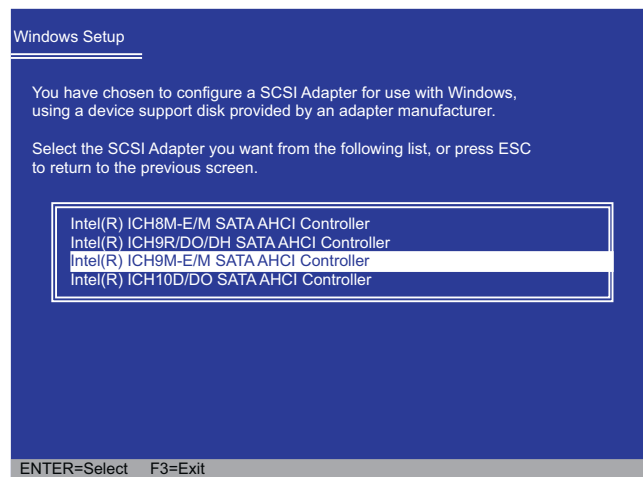 Windows Setup
You have chosen to configure a SCSI Adapter for use with Windows,
using a device support disk provided by an adapter manufacturer.
Select the SCSI Adapter you want from the following list, or press ESC
to return to the previous screen.
Intel(R) ICH8M-E/M SATA AHCI Controller
Intel(R) ICH9R/DO/DH SATA AHCI Controller
Intel(R) ICH9M-E/M SATA AHCI Controller
Intel(R) ICH10D/DO SATA AHCI Controller
ENTER=Select F3=Exit